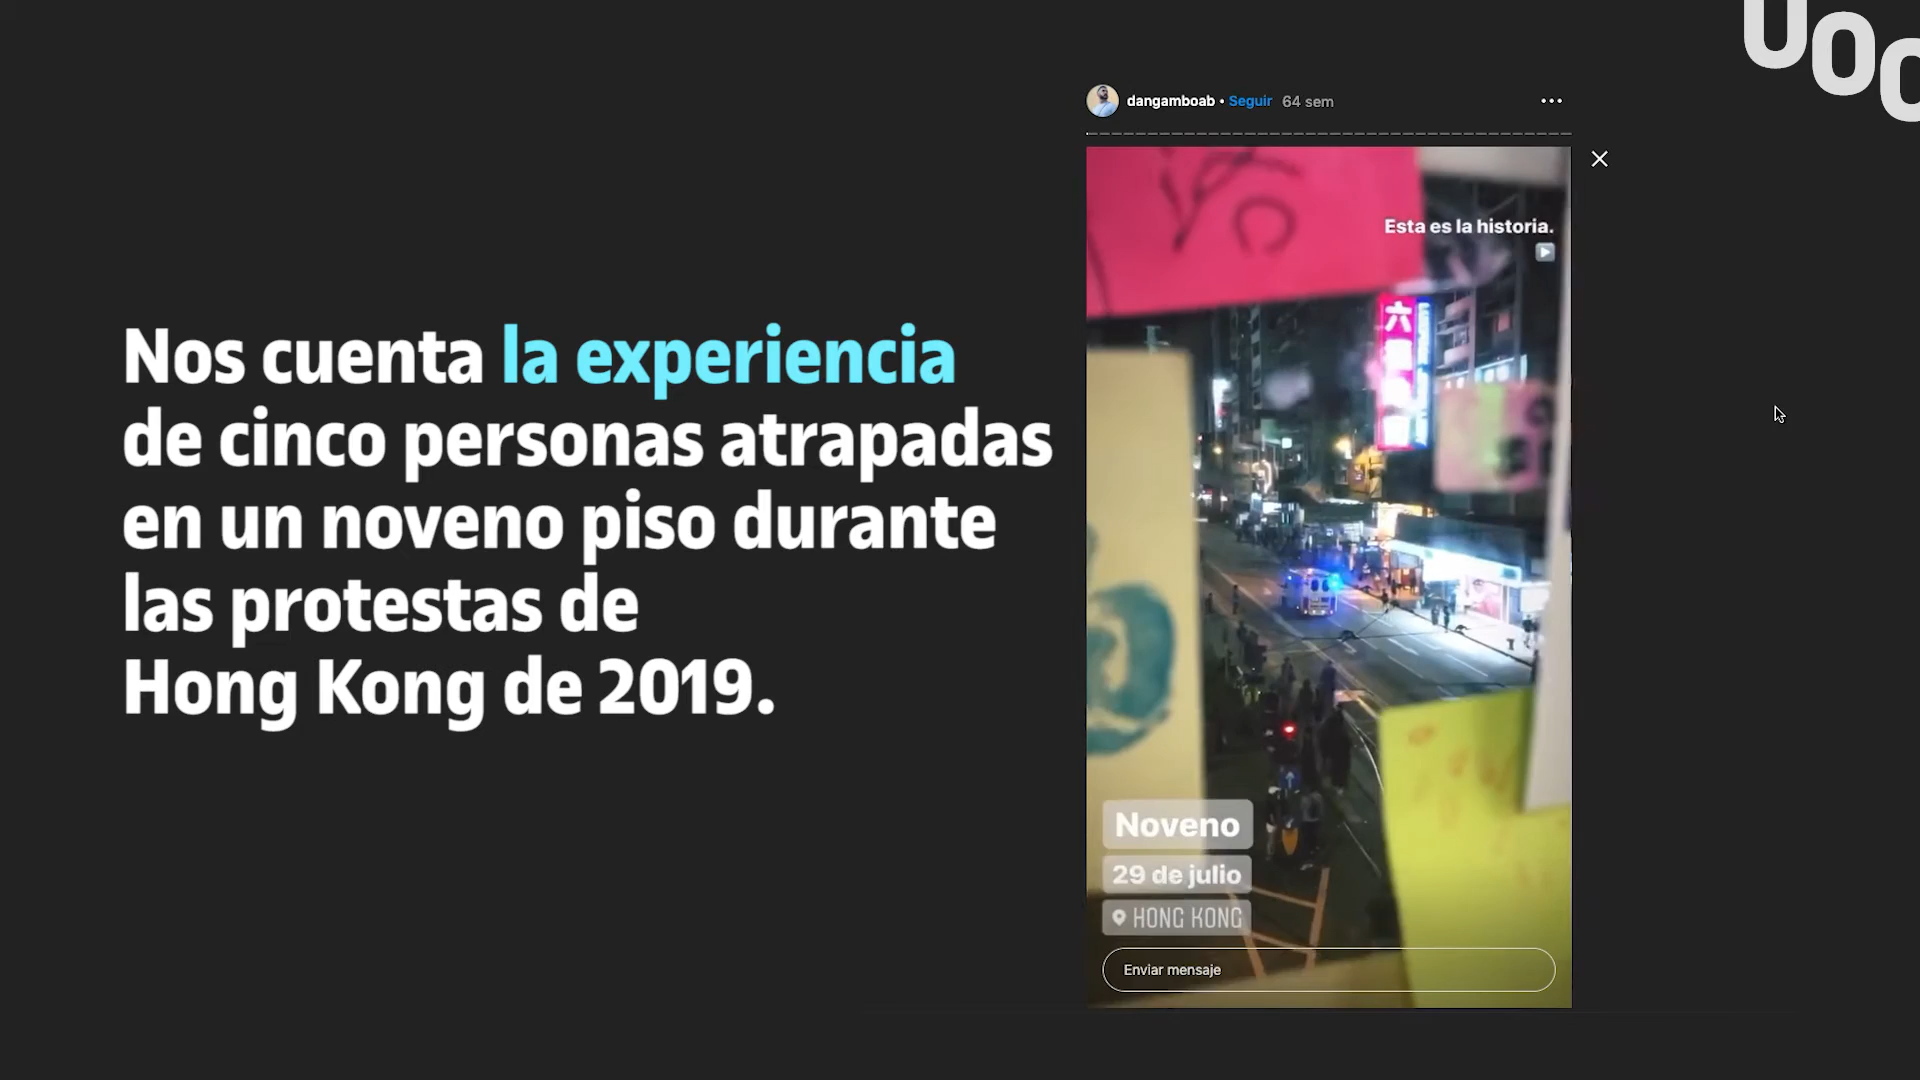 UOC
dangamboab • Seguir 64 sem
Esta es la historia.
Nos cuenta la experiencia
de cinco personas atrapadas
en un noveno piso durante
las protestas de
Hong Kong de 2019.
六
Noveno
29 de julio
HONG KONG
Enviar mensaje